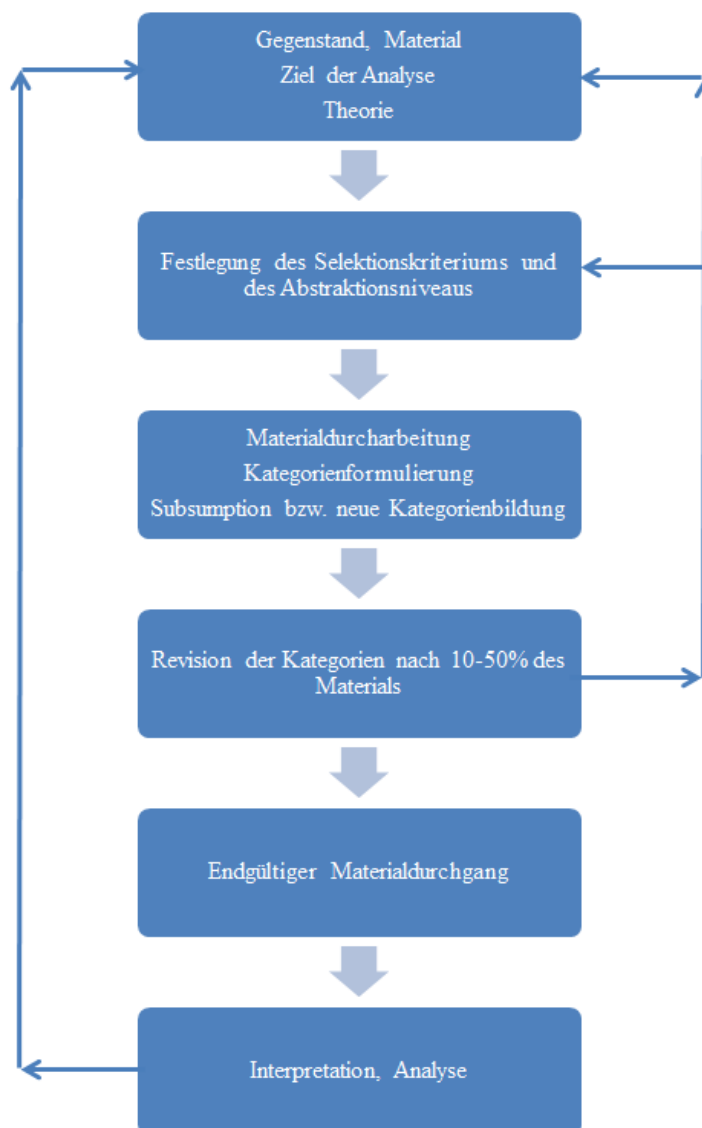 Gegenstand, Material
Ziel der Analyse
Theorie
Festlegung des Selektionskriteriums und
des Abstraktionsniveaus
Materialdurcharbeitung
Kategorienformulierung
Subsumption bzw. neue Kategorienbildung
Revision der Kategorien nach 10-50% des
Materials
Endgültiger Materialdurchgang
Interpretation, Analyse